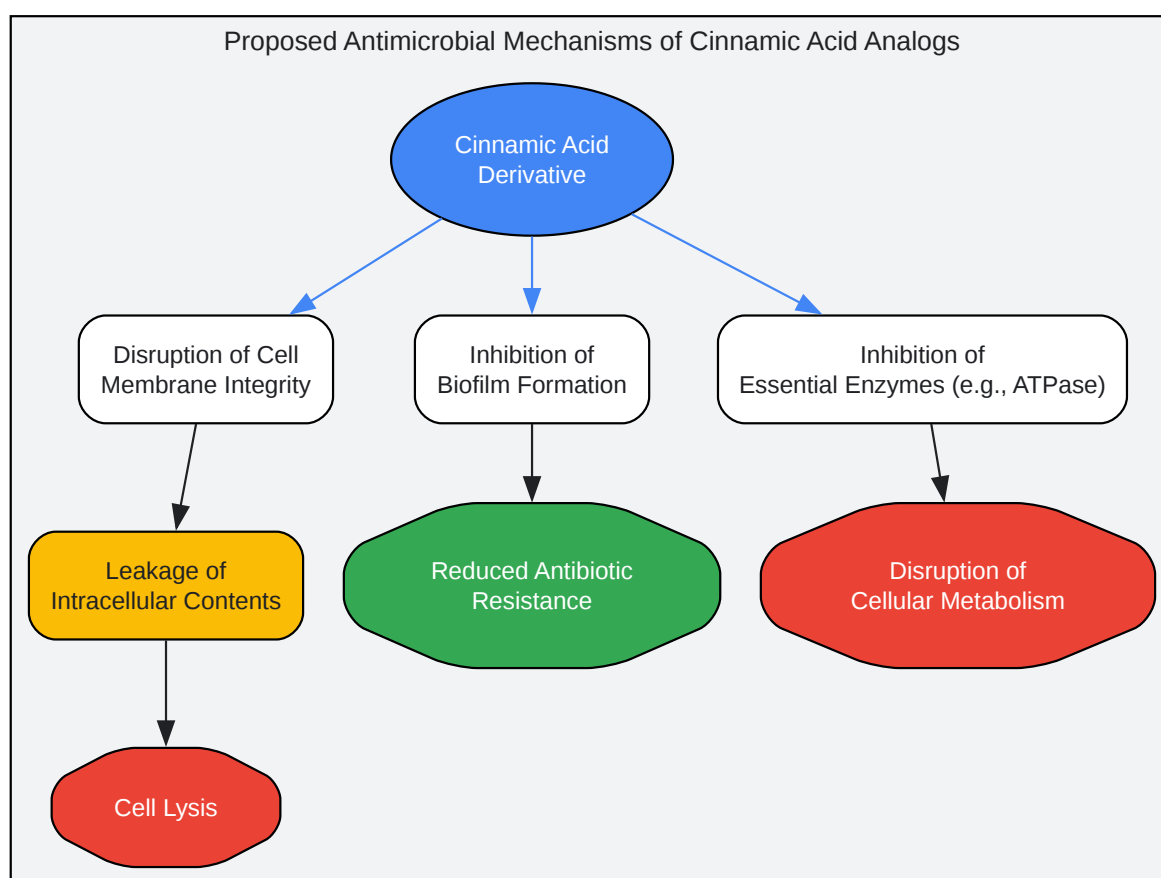 Proposed Antimicrobial Mechanisms of Cinnamic Acid Analogs
Cinnamic Acid
Derivative
Disruption of Cell
Membrane Integrity
Inhibition of
Biofilm Formation
Inhibition of
Essential Enzymes (e.g., ATPase)
Leakage of
Intracellular Contents
Reduced Antibiotic
Resistance
Disruption of
Cellular Metabolism
Cell Lysis